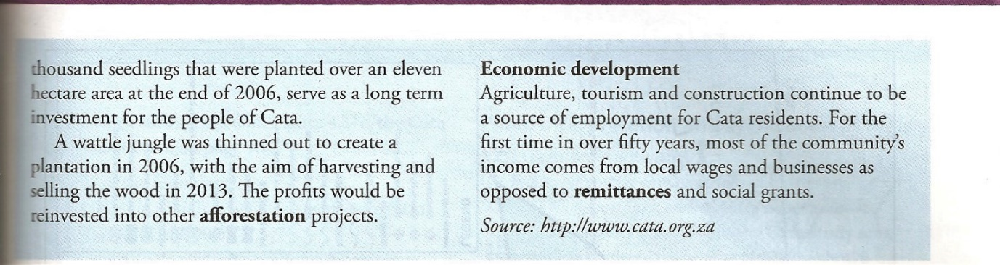 thousand seedlings that were planted over an eleven
hectare area at the end of 2006, serve as a long term
investment for the people of Cata.
A wattle jungle was thinned out to create a
plantation in 2006, with the aim of harvesting and
selling the wood in 2013. The profits would be
reinvested into other afforestation projects.
Economic development
Agriculture, tourism and construction continue to be
a source of employment for Cata residents. For the
first time in over fifty years, most of the community's
income comes from local wages and businesses as
opposed to remittances and social grants.
Source: http://www.cata.org.za